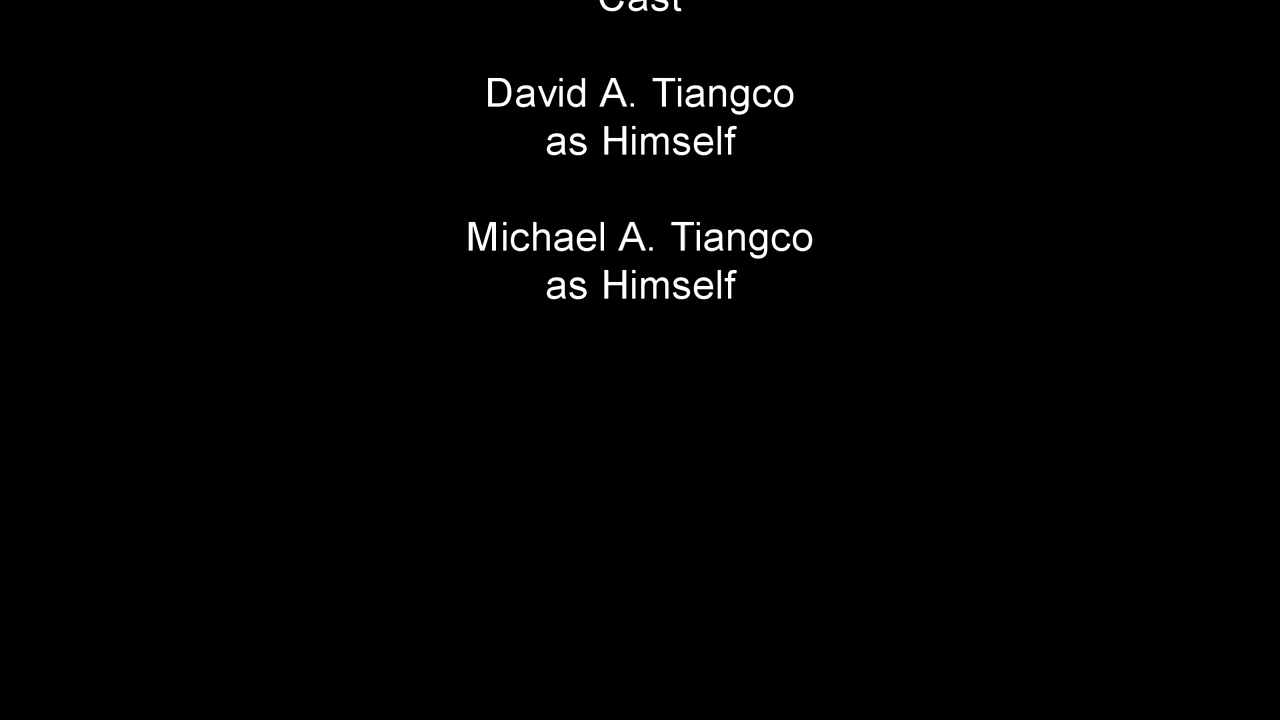 Cast
David A. Tiangco
as Himself
Michael A. Tiangco
as Himself